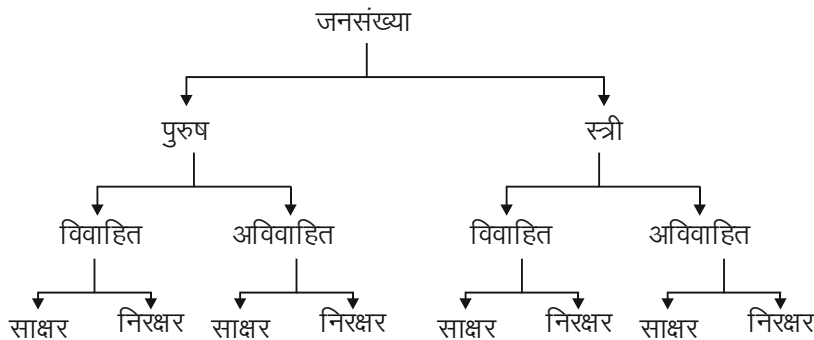 जनसंख्या
पुरुष स्त्री
विवाहित अविवाहित विवाहित अविवाहित
साक्षर निरक्षर साक्षर निरक्षर साक्षर निरक्षर साक्षर निरक्षर